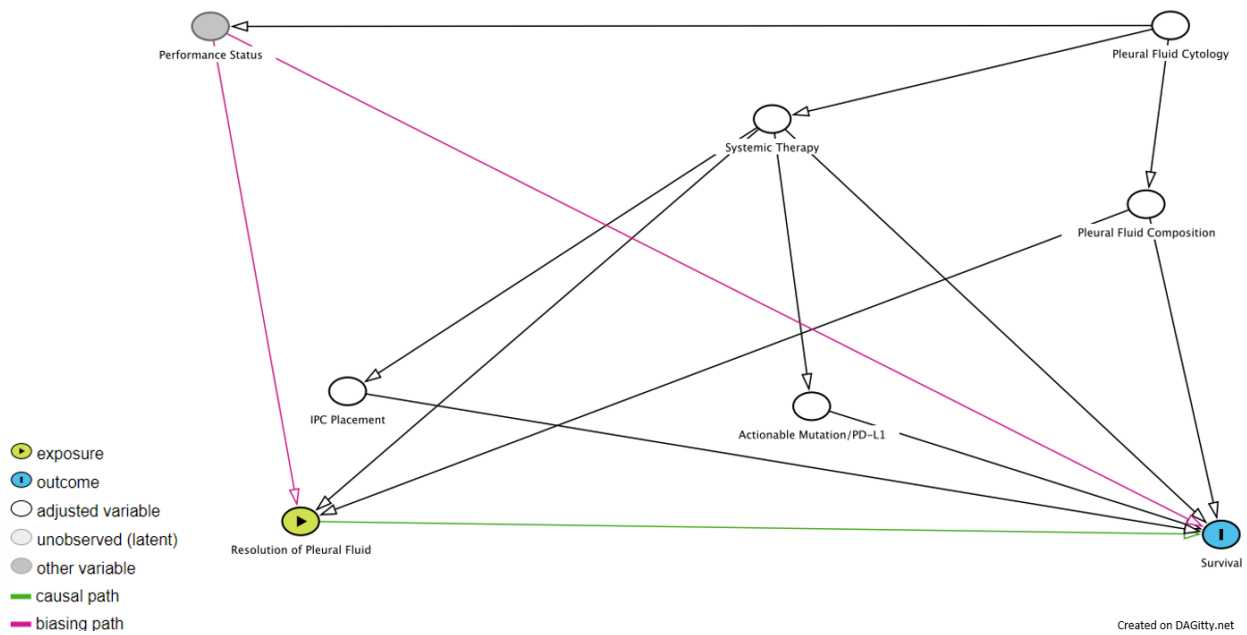 Performance Status
Pleural Fluid Cytology
Systemic Therapy
Pleural Fluid Composition
IPC Placement
Actionable Mutation/PD-L1
Resolution of Pleural Fluid
Survival
exposure
outcome
adjusted variable
unobserved (latent)
other variable
causal path
biasing path
Created on DAGitty.net